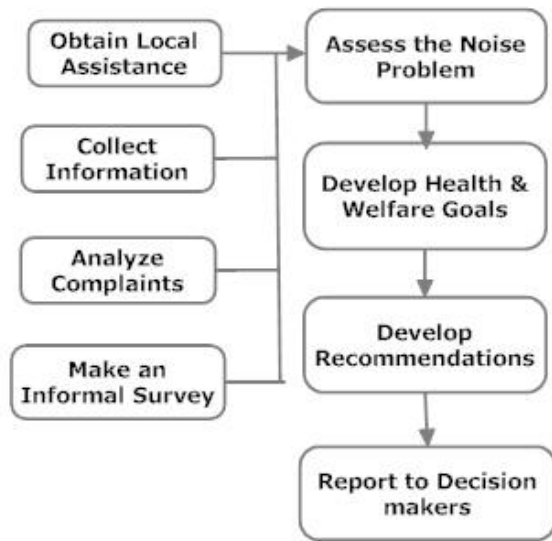 Obtain Local
Assistance
Collect
Information
Analyze
Complaints
Make an
Informal Survey
Assess the Noise
Problem
Develop Health &
Welfare Goals
Develop
Recommendations
Report to Decision
makers